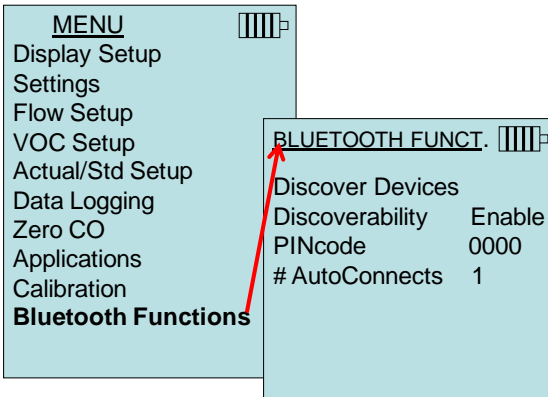 MENU
Display Setup
Settings
Flow Setup
VOC Setup
Actual/Std Setup
Data Logging
Zero CO
Applications
Calibration
Bluetooth Functions
BLUETOOTH FUNCT.
Discover Devices
Discoverability Enable
PINcode 0000
# AutoConnects 1